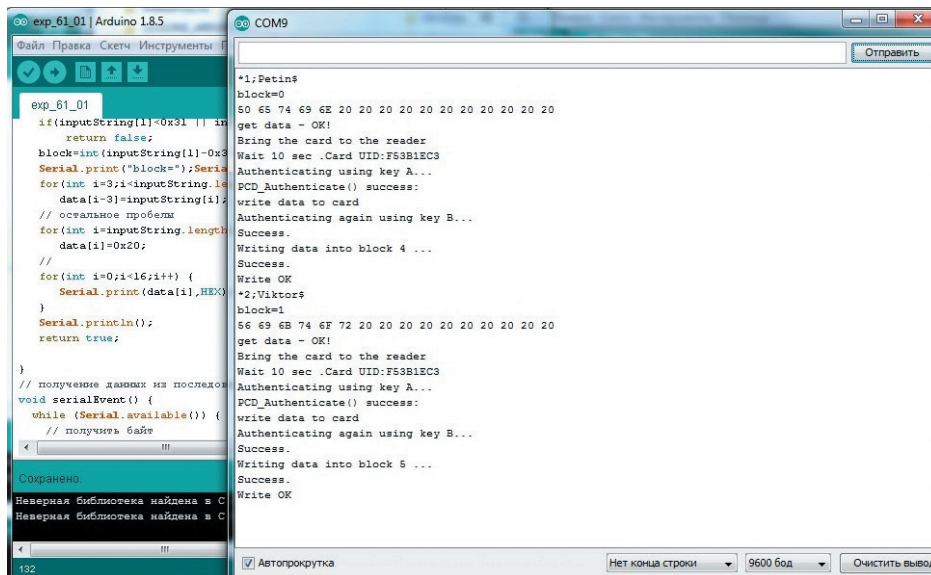 exp_61_01 | Arduino 1.8.5
Файл Правка Скетч Инструменты
exp_61_01
if(inputString[1]<0x31 ||
return false;
block=int(inputString[1]-0x3
Serial.print("block=");Seria
for(int i=3;i<inputString.le
data[i-3]=inputString[i];
// остальное пробелы
for(int i=inputString.length
data[i]=0x20;
//
for(int i=0;i<16;i++) {
Serial.print(data[i],HEX)
}
Serial.println();
return true;
}
// получение данных из последов
void serialEvent() {
while (Serial.available()) {
// получить байт
Сохранено.
Неверная библиотека найдена в C
Неверная библиотека найдена в C
132
COM9
Отправить
*1;Petin$
block=0
50 65 74 69 6E 20 20 20 20 20 20 20 20 20 20 20
get data - OK!
Bring the card to the reader
Wait 10 sec .Card UID:F53B1EC3
Authenticating using key A...
PCD_Authenticate() success:
write data to card
Authenticating again using key B...
Success.
Writing data into block 4 ...
Success.
Write OK
*2;Viktor$
block=1
56 69 6B 74 6F 72 20 20 20 20 20 20 20 20 20 20
get data - OK!
Bring the card to the reader
Wait 10 sec .Card UID:F53B1EC3
Authenticating using key A...
PCD_Authenticate() success:
write data to card
Authenticating again using key B...
Success.
Writing data into block 5 ...
Success.
Write OK
Автопрокрутка
Нет конца строки
9600 бод
Очистить вывод